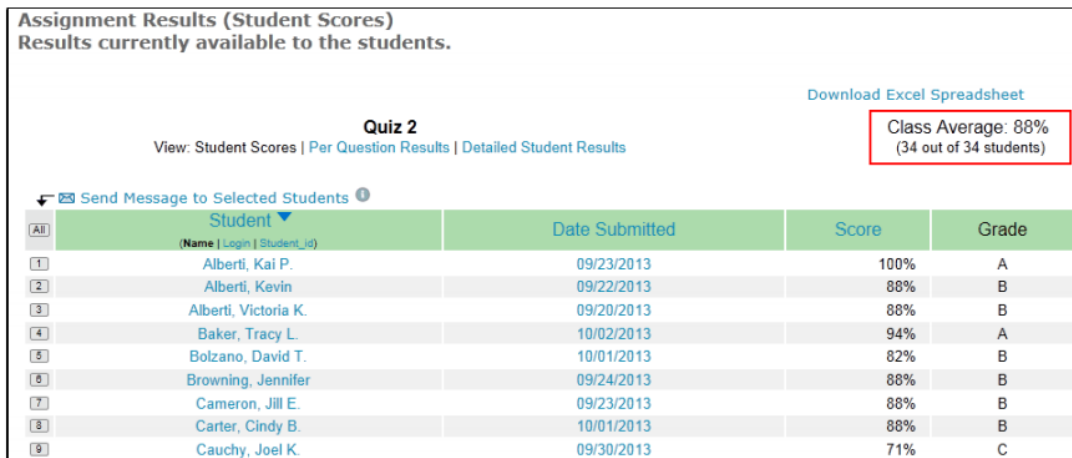 Assignment Results (Student Scores)
Results currently available to the students.
Download Excel Spreadsheet
Quiz 2
Class Average: 88%
View: Student Scores | Per Question Results | Detailed Student Results
(34 out of 34 students)
Send Message to Selected Students i
All Student Date Submitted Score Grade
(Name | Login | Student_id)
1 Alberti, Kai P. 09/23/2013 100% A
2 Alberti, Kevin 09/22/2013 88% B
3 Alberti, Victoria K. 09/20/2013 88% B
4 Baker, Tracy L. 10/02/2013 94% A
5 Bolzano, David T. 10/01/2013 82% B
6 Browning, Jennifer 09/24/2013 88% B
7 Cameron, Jill E. 09/23/2013 88% B
8 Carter, Cindy B. 10/01/2013 88% B
9 Cauchy, Joel K. 09/30/2013 71% C